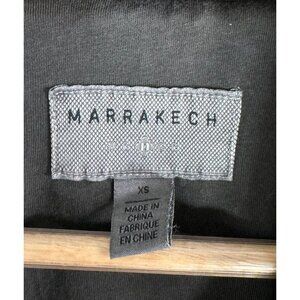 MARRAKECH
XS
MADE IN
CHINA
FABRIQUE
EN CHINE